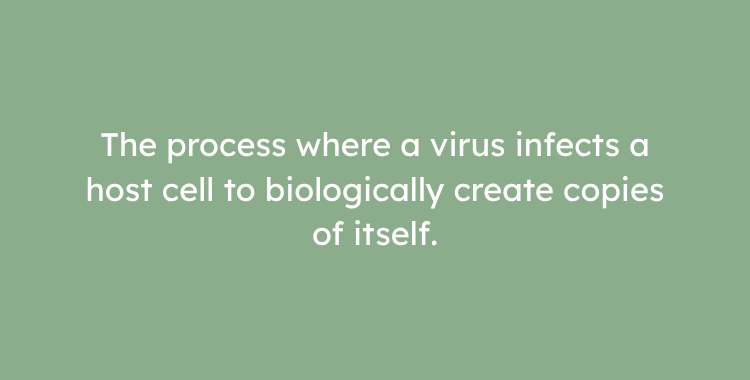 The process where a virus infects a
host cell to biologically create copies
of itself.